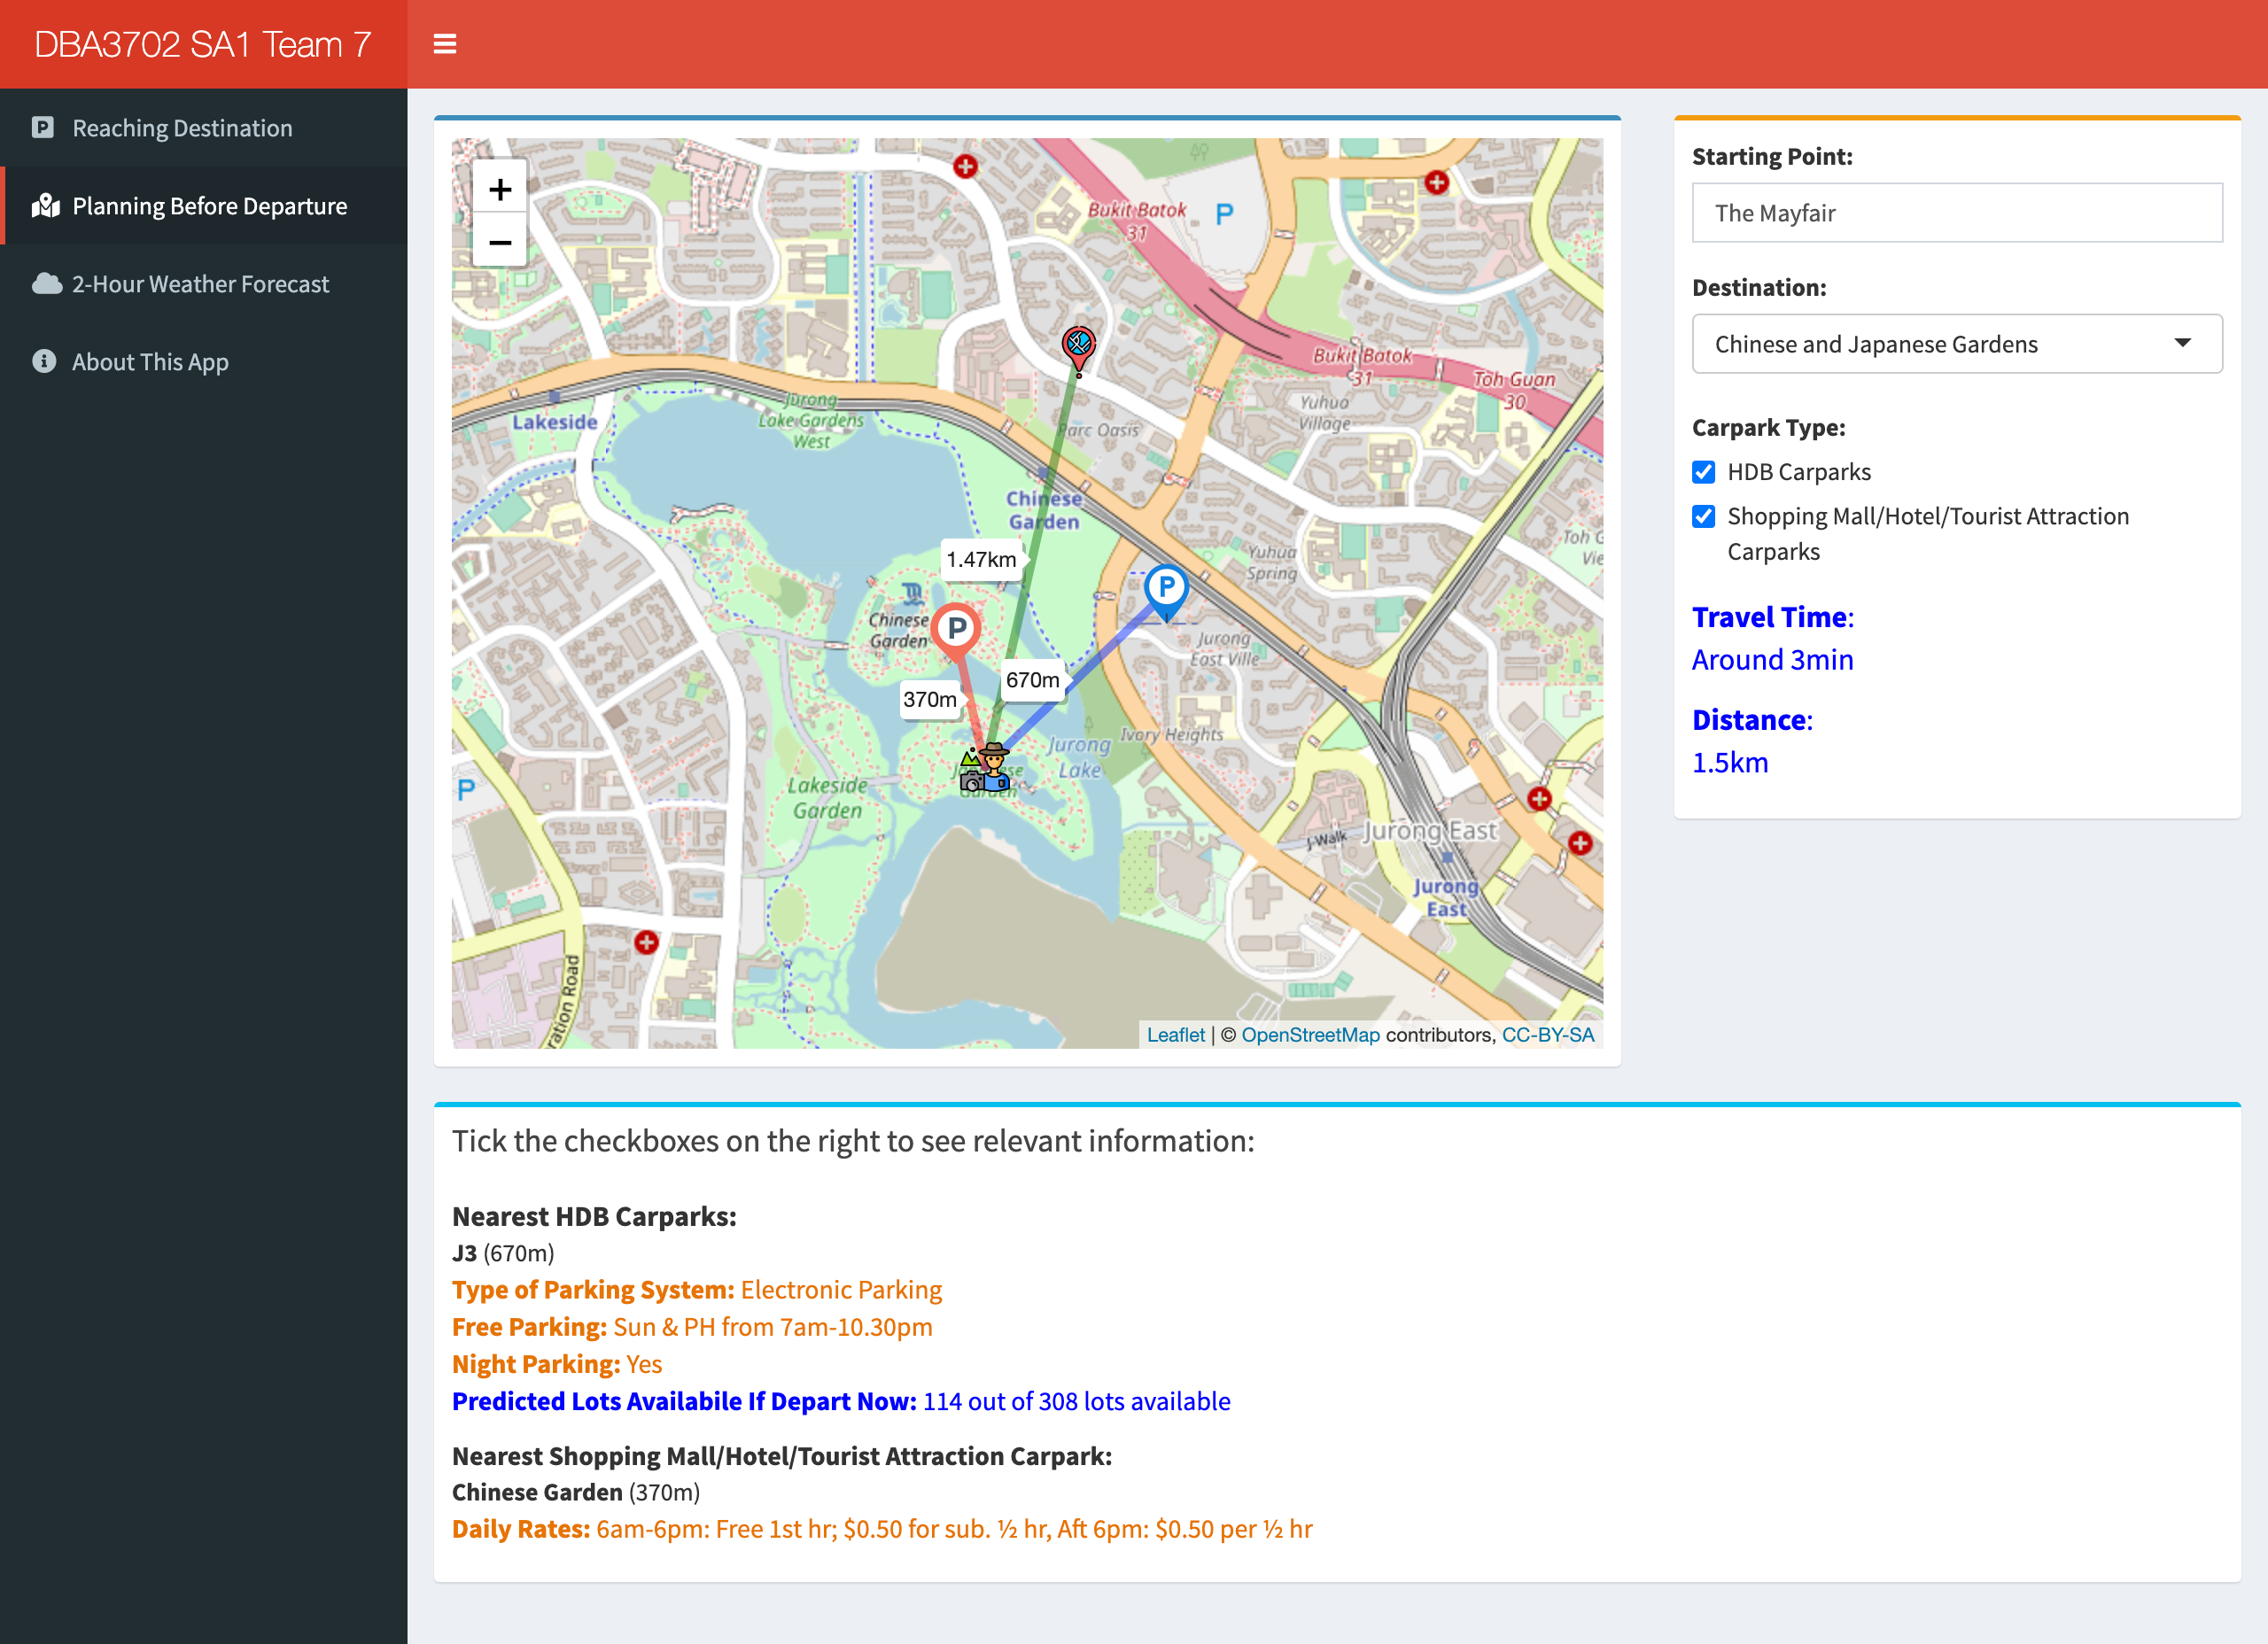 DBA3702 SA1 Team 7
Reaching Destination
Planning Before Departure
2-Hour Weather Forecast
About This App
+
−
Bukit Batok
31
P
Bukit Batok
31
Toh Guan
30
Lakeside
Jurong
Lake Gardens
West
Parc Oasis
Yuhua
Village
Chinese
Garden
1.47km
Yuhua
Spring
Toh G
Vie
P
Chinese
Garden
P
Jurong
East Ville
670m
370m
Ivory Heights
Jurong
Lake
Garden
Lakeside
Garden
P
J-Walk
Jurong East
Jurong
East
ration Road
Leaflet | © OpenStreetMap contributors, CC-BY-SA
Starting Point:
The Mayfair
Destination:
Chinese and Japanese Gardens
Carpark Type:
HDB Carparks
Shopping Mall/Hotel/Tourist Attraction
Carparks
Travel Time:
Around 3min
Distance:
1.5km
Tick the checkboxes on the right to see relevant information:
Nearest HDB Carparks:
J3 (670m)
Type of Parking System: Electronic Parking
Free Parking: Sun & PH from 7am-10.30pm
Night Parking: Yes
Predicted Lots Availabile If Depart Now: 114 out of 308 lots available
Nearest Shopping Mall/Hotel/Tourist Attraction Carpark:
Chinese Garden (370m)
Daily Rates: 6am-6pm: Free 1st hr; $0.50 for sub. ½ hr, Aft 6pm: $0.50 per ½ hr